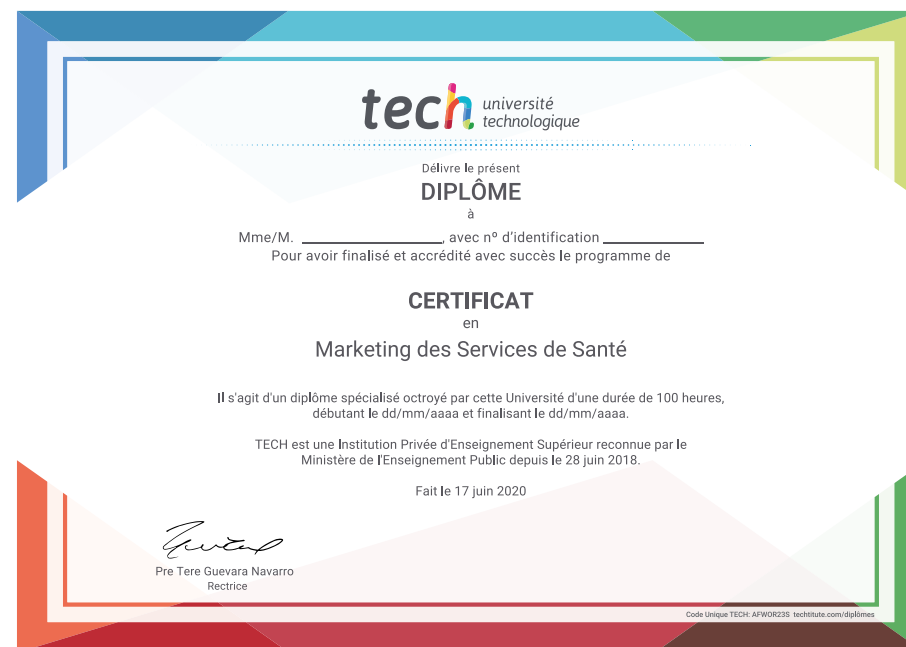 tech université
technologique
Délivre le présent
DIPLÔME
à
Mme/M. ____________________, avec nº d'identification ______________
Pour avoir finalisé et accrédité avec succès le programme de
CERTIFICAT
en
Marketing des Services de Santé
Il s'agit d'un diplôme spécialisé octroyé par cette Université d'une durée de 100 heures,
débutant le dd/mm/aaaa et finalisant le dd/mm/aaaa.
TECH est une Institution Privée d'Enseignement Supérieur reconnue par le
Ministère de l'Enseignement Public depuis le 28 juin 2018.
Fait le 17 juin 2020
Pre Tere Guevara Navarro
Rectrice
Code Unique TECH: AFWOR23S techtitute.com/diplômes